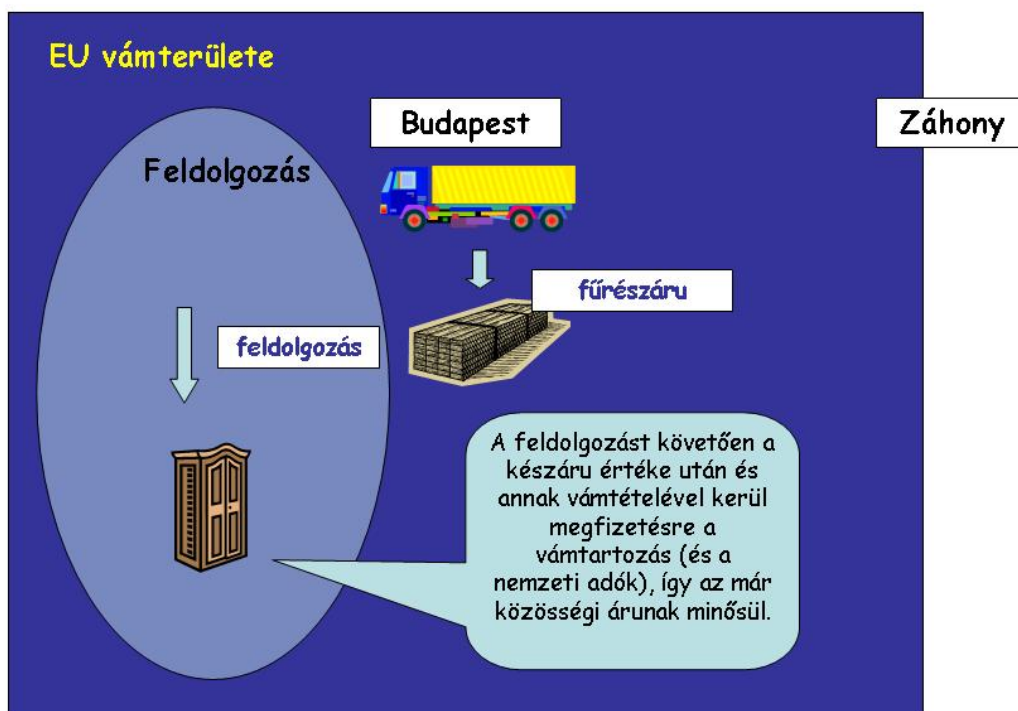 EU vámterülete
Budapest
Záhony
Feldolgozás
fűrészáru
feldolgozás
A feldolgozást követően a
készáru értéke után és
annak vámtételével kerül
megfizetésre a
vámtartozás (és a
nemzeti adók), így az már
közösségi árunak minősül.